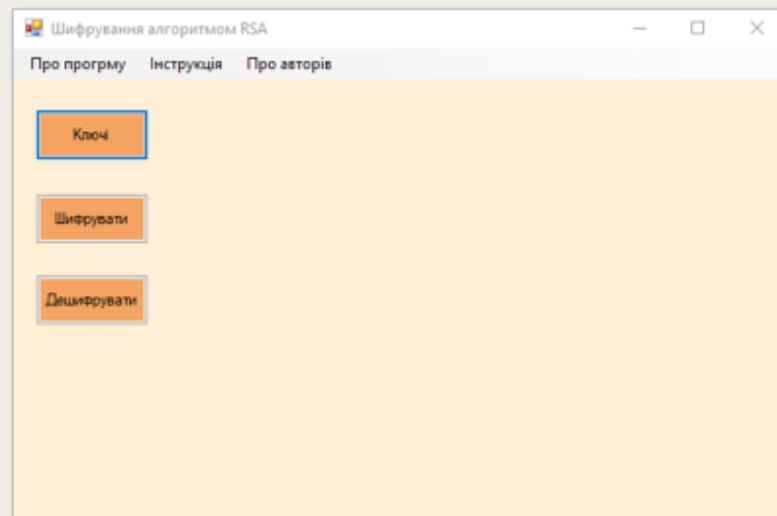 Шифрування алгоритмом RSA
Про прогрму Інструкція Про авторів
Ключі
Шифрувати
Дешифрувати